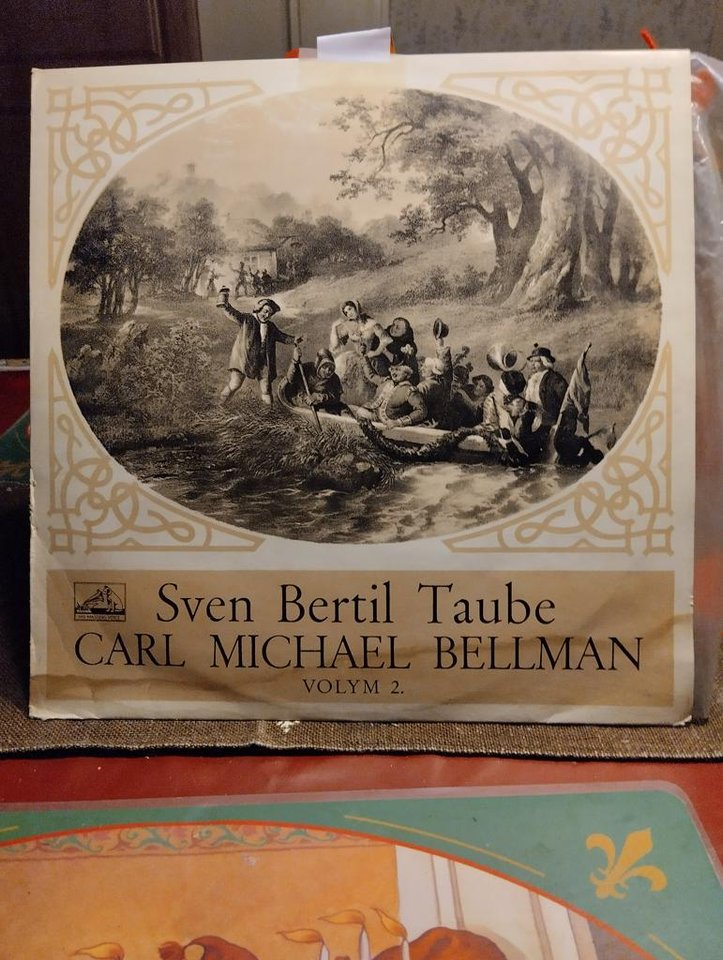 Sven Bertil Taube
CARL MICHAEL BELLMAN
VOLYM 2.